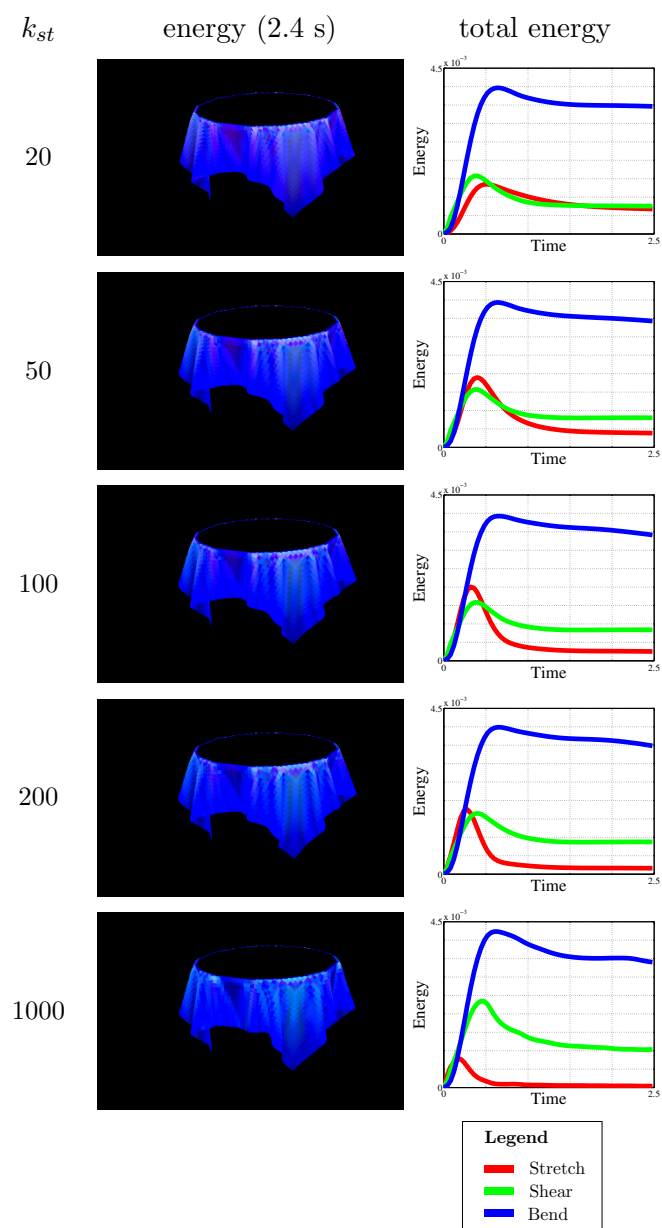 k_st energy (2.4 s) total energy
20
4.5 x 10⁻³
Energy
0
Time
2.5
50
4.5 x 10⁻³
Energy
0
Time
2.5
100
4.5 x 10⁻³
Energy
0
Time
2.5
200
4.5 x 10⁻³
Energy
0
Time
2.5
1000
4.5 x 10⁻³
Energy
0
Time
2.5
Legend
Stretch
Shear
Bend